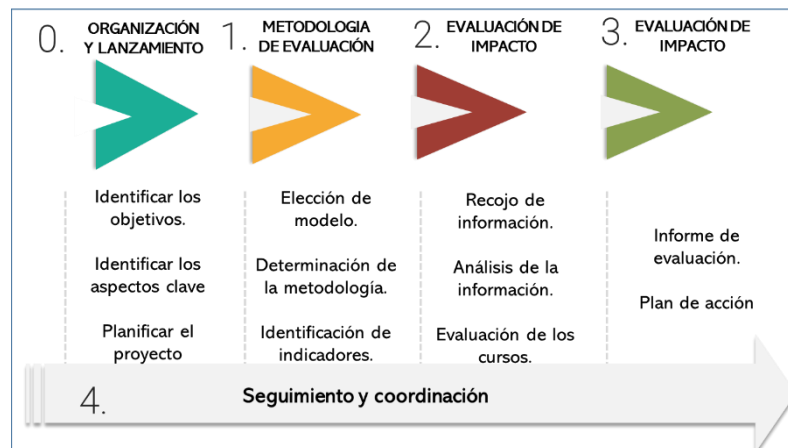 0. ORGANIZACIÓN
Y LANZAMIENTO
1. METODOLOGIA
DE EVALUACIÓN
2. EVALUACIÓN DE
IMPACTO
3. EVALUACIÓN DE
IMPACTO
Identificar los
objetivos.
Identificar los
aspectos clave
Planificar el
proyecto
Elección de
modelo.
Determinación de
la metodología.
Identificación de
indicadores.
Recojo de
información.
Análisis de la
información.
Evaluación de los
cursos.
Informe de
evaluación.
Plan de acción
4. Seguimiento y coordinación